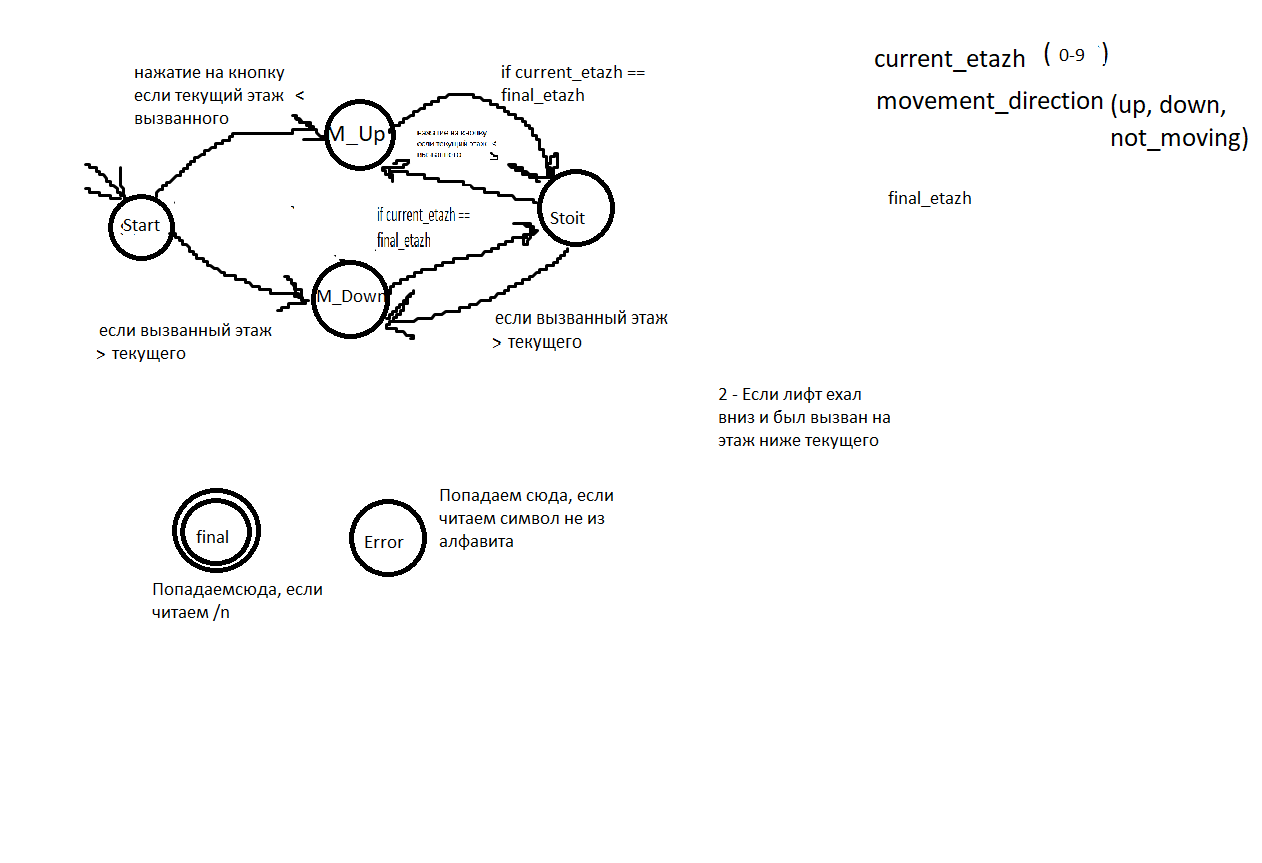 нажатие на кнопку
если текущий этаж <
вызванного
if current_etazh ==
final_etazh
current_etazh ( 0-9 )
movement_direction (up, down,
not_moving)
final_etazh
M_Up
нажатие на кнопку
если текущий этаж <
вызванного
Start
Stoit
if current_etazh ==
final_etazh
M_Down
если вызванный этаж
> текущего
если вызванный этаж
> текущего
2 - Если лифт ехал
вниз и был вызван на
этаж ниже текущего
final
Попадаемсюда, если
читаем /n
Error
Попадаем сюда, если
читаем символ не из
алфавита